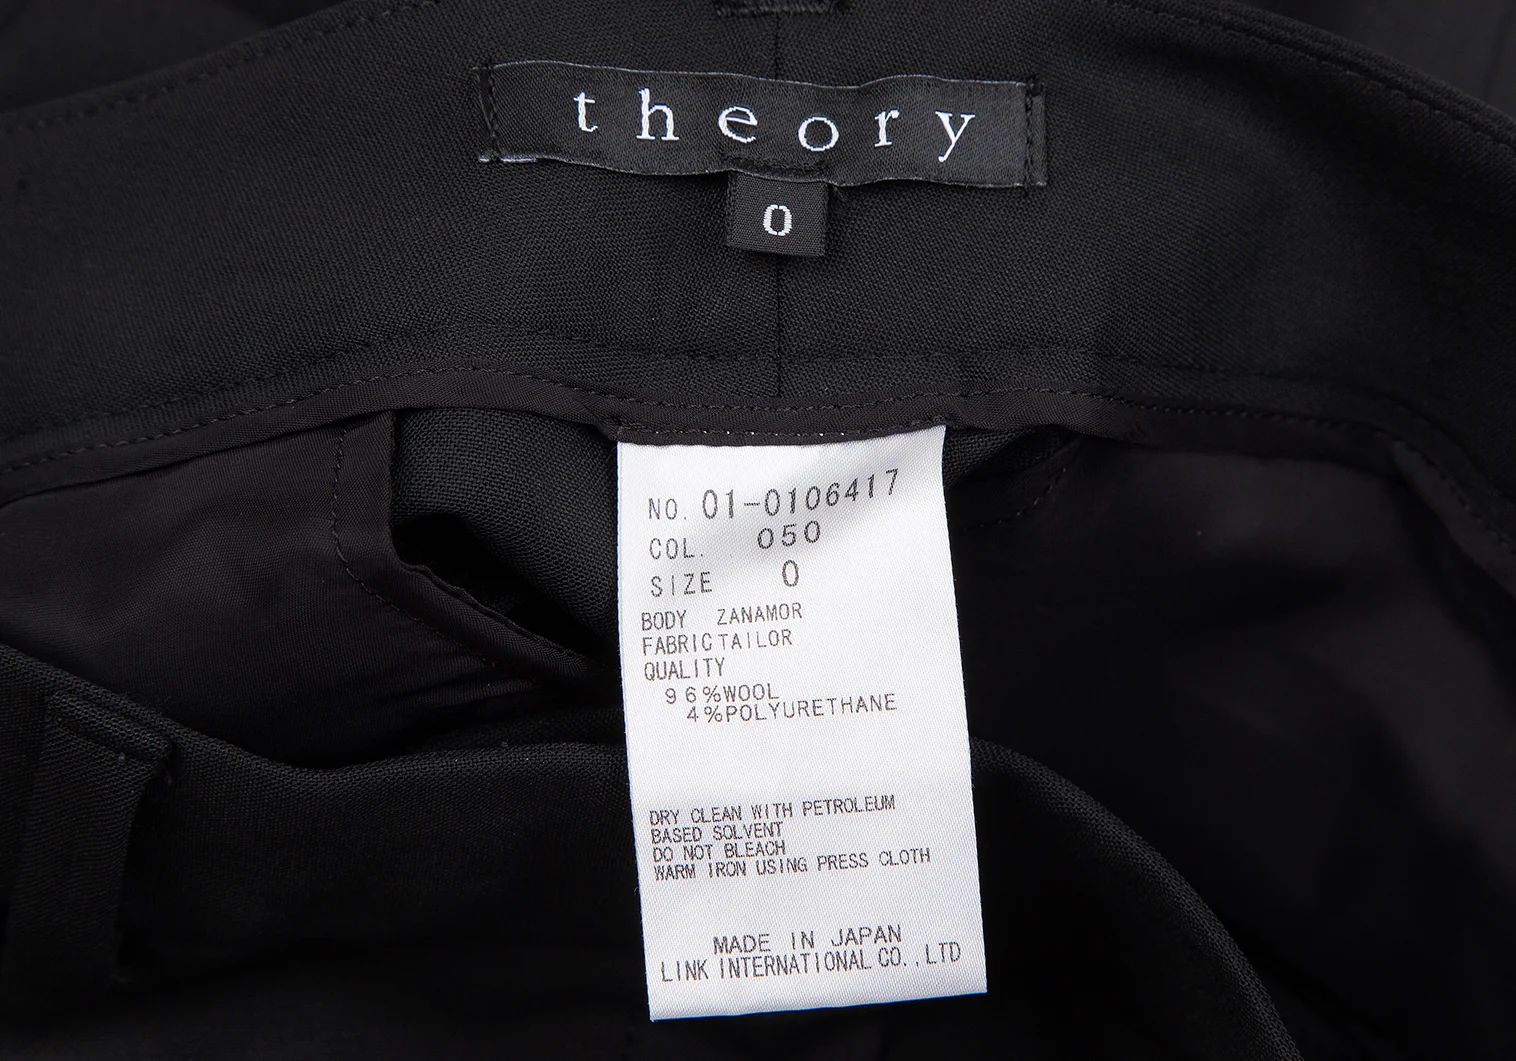 theory
0
NO. 01-0106417
COL. 050
SIZE 0
BODY ZANAMOR
FABRIC TAILOR
QUALITY
96%WOOL
4%POLYURETHANE
DRY CLEAN WITH PETROLEUM
BASED SOLVENT
DO NOT BLEACH
WARM IRON USING PRESS CLOTH
MADE IN JAPAN
LINK INTERNATIONAL CO.,LTD